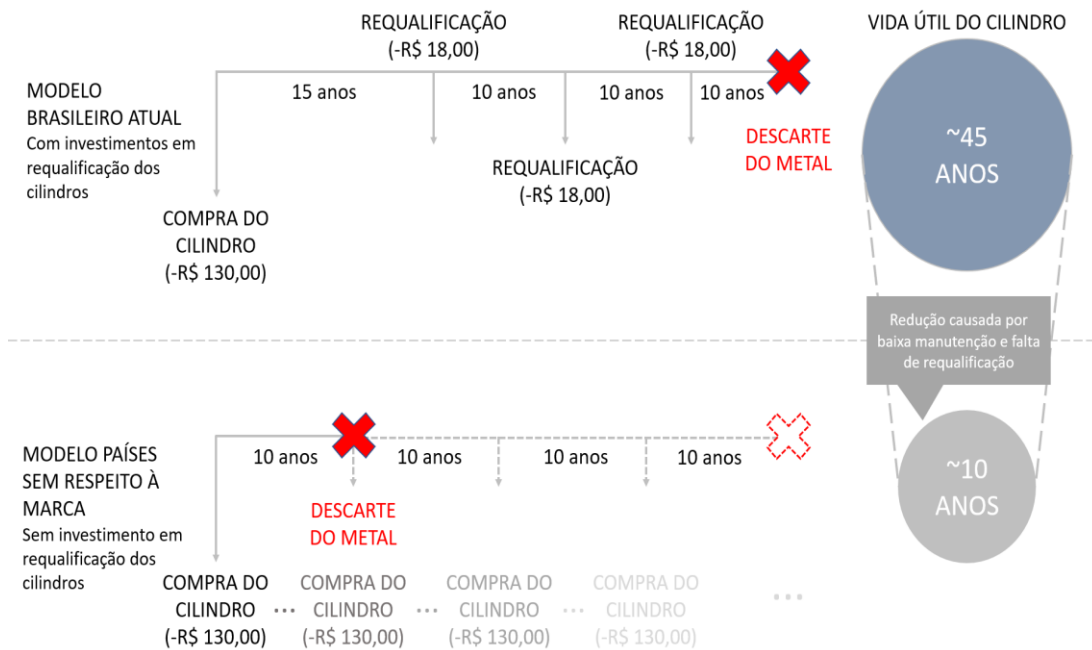 REQUALIFICAÇÃO
(-R$ 18,00)
REQUALIFICAÇÃO
(-R$ 18,00)
VIDA ÚTIL DO CILINDRO
MODELO
BRASILEIRO ATUAL
Com investimentos em
requalificação dos
cilindros
15 anos
10 anos
10 anos
10 anos
DESCARTE
DO METAL
REQUALIFICAÇÃO
(-R$ 18,00)
COMPRA DO
CILINDRO
(-R$ 130,00)
~45
ANOS
Redução causada por
baixa manutenção e falta
de requalificação
MODELO PAÍSES
SEM RESPEITO À
MARCA
Sem investimento em
requalificação dos
cilindros
10 anos
10 anos
10 anos
10 anos
DESCARTE
DO METAL
~10
ANOS
COMPRA DO
CILINDRO
(-R$ 130,00)
...
COMPRA DO
CILINDRO
(-R$ 130,00)
...
COMPRA DO
CILINDRO
(-R$ 130,00)
...
COMPRA DO
CILINDRO
(-R$ 130,00)
...